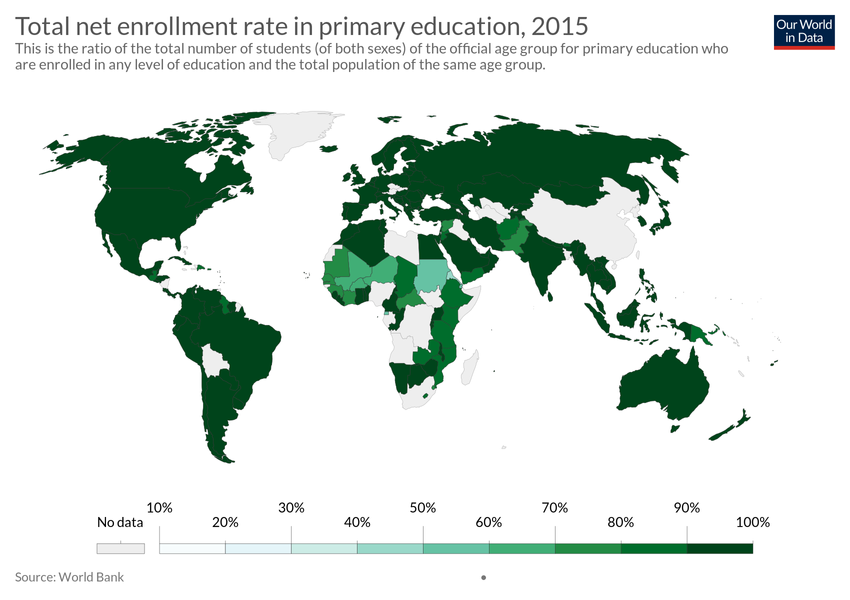 Total net enrollment rate in primary education, 2015
This is the ratio of the total number of students (of both sexes) of the official age group for primary education who
are enrolled in any level of education and the total population of the same age group.
Our World
in Data
No data
10%
20%
30%
40%
50%
60%
70%
80%
90%
100%
Source: World Bank